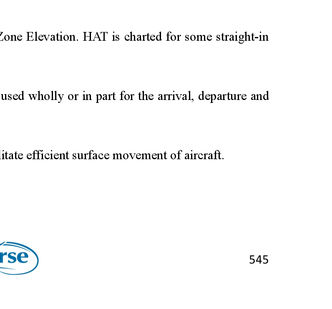 Zone Elevation. HAT is charted for some straight-in
used wholly or in part for the arrival, departure and
litate efficient surface movement of aircraft.
rse
545